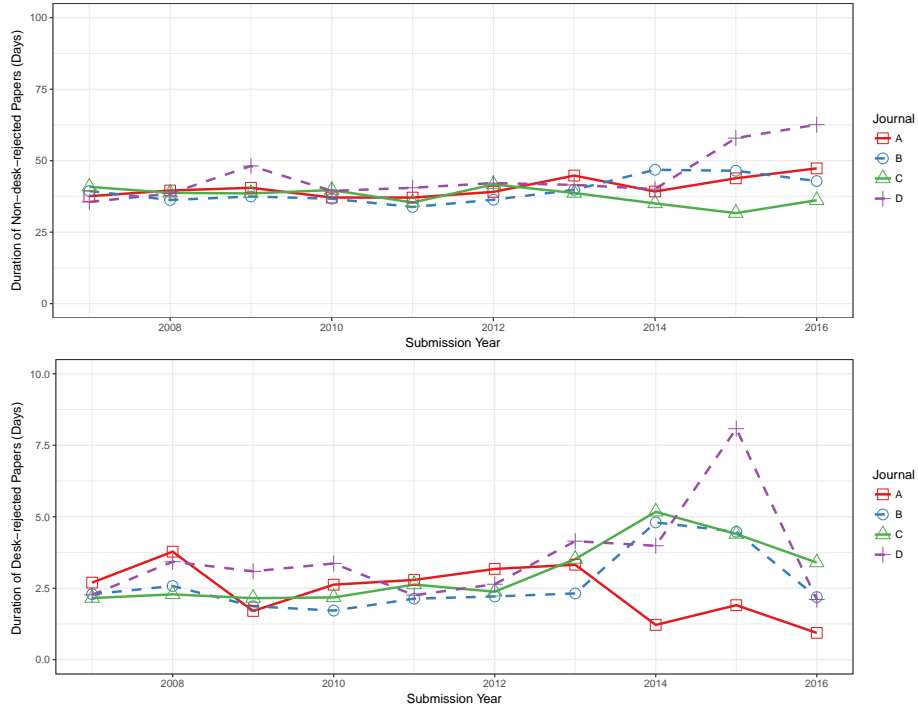 Duration of Non−desk−rejected Papers (Days)
100
75
50
25
0
2008
2010
2012
2014
2016
Submission Year
Journal
A
B
C
D
Duration of Desk−rejected Papers (Days)
10.0
7.5
5.0
2.5
0.0
2008
2010
2012
2014
2016
Submission Year
Journal
A
B
C
D